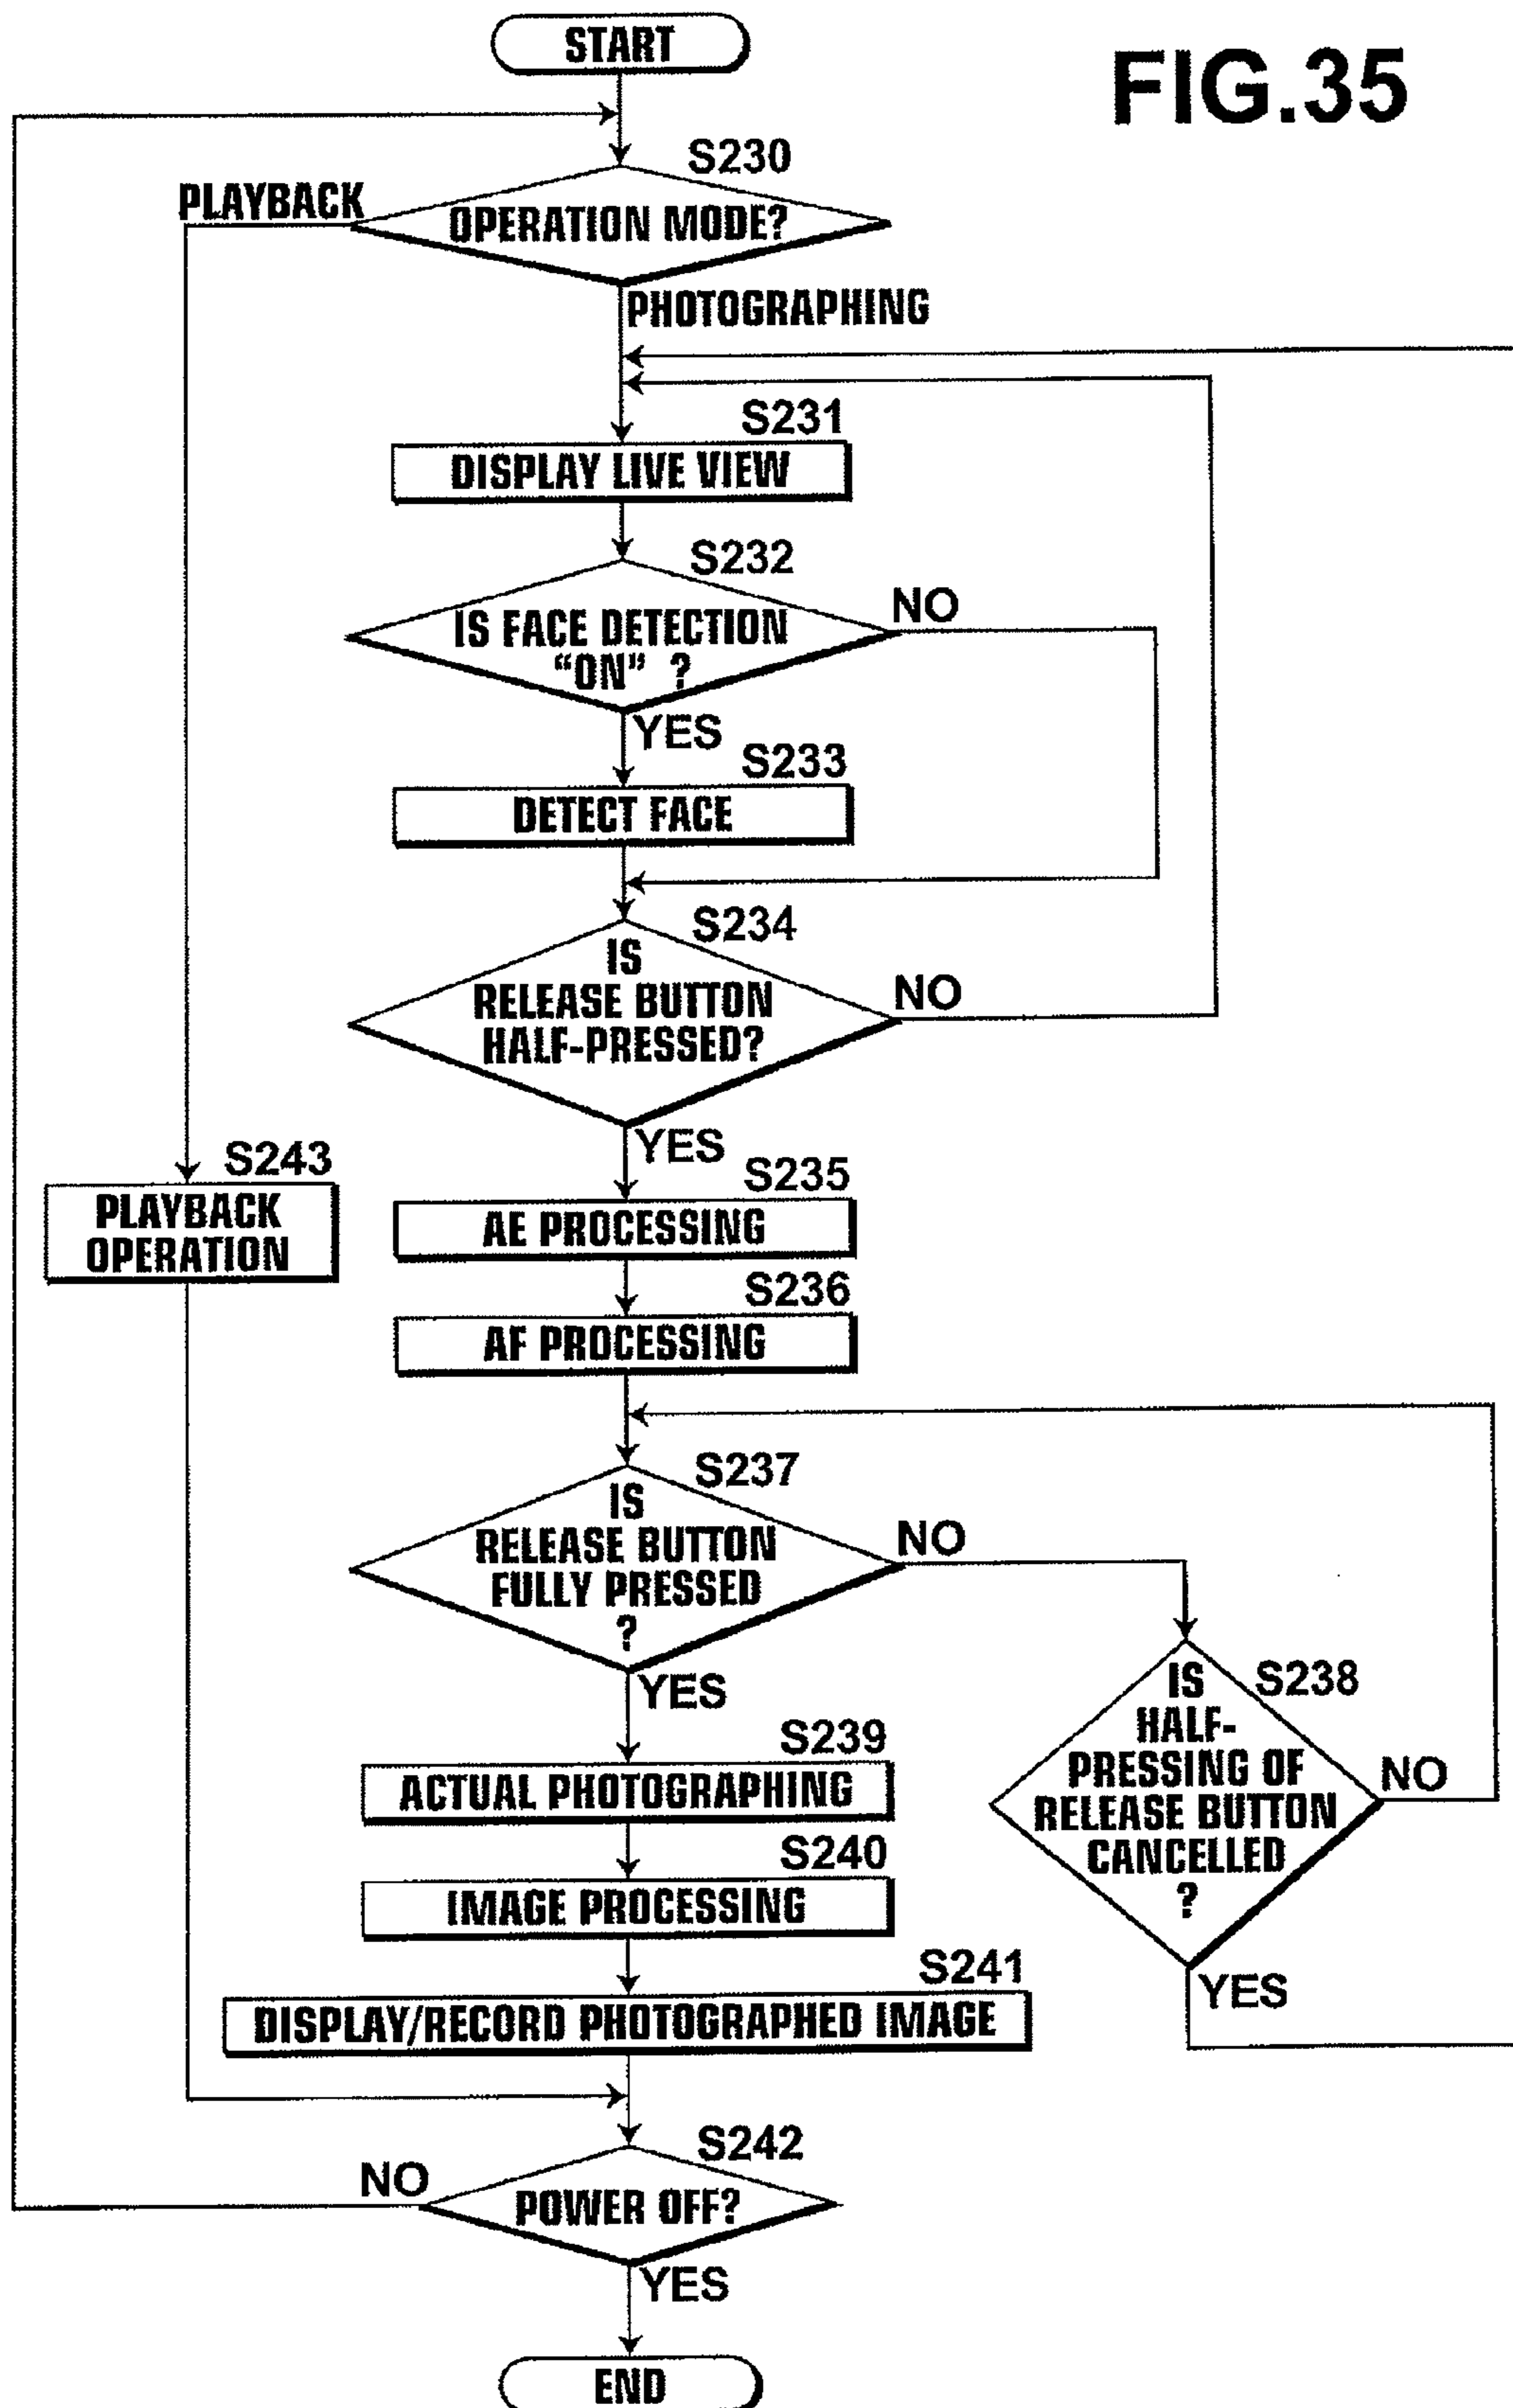 START
FIG.35
S230
PLAYBACK
OPERATION MODE?
PHOTOGRAPHING
S231
DISPLAY LIVE VIEW
S232
NO
IS FACE DETECTION
“ON” ?
YES
S233
DETECT FACE
S234
IS
RELEASE BUTTON
HALF-PRESSED?
NO
YES
S243
PLAYBACK
OPERATION
S235
AE PROCESSING
S236
AF PROCESSING
S237
IS
RELEASE BUTTON
FULLY PRESSED
?
NO
YES
S238
IS
HALF-
PRESSING OF
RELEASE BUTTON
CANCELLED
?
NO
YES
S239
ACTUAL PHOTOGRAPHING
S240
IMAGE PROCESSING
S241
DISPLAY/RECORD PHOTOGRAPHED IMAGE
S242
NO
POWER OFF?
YES
END